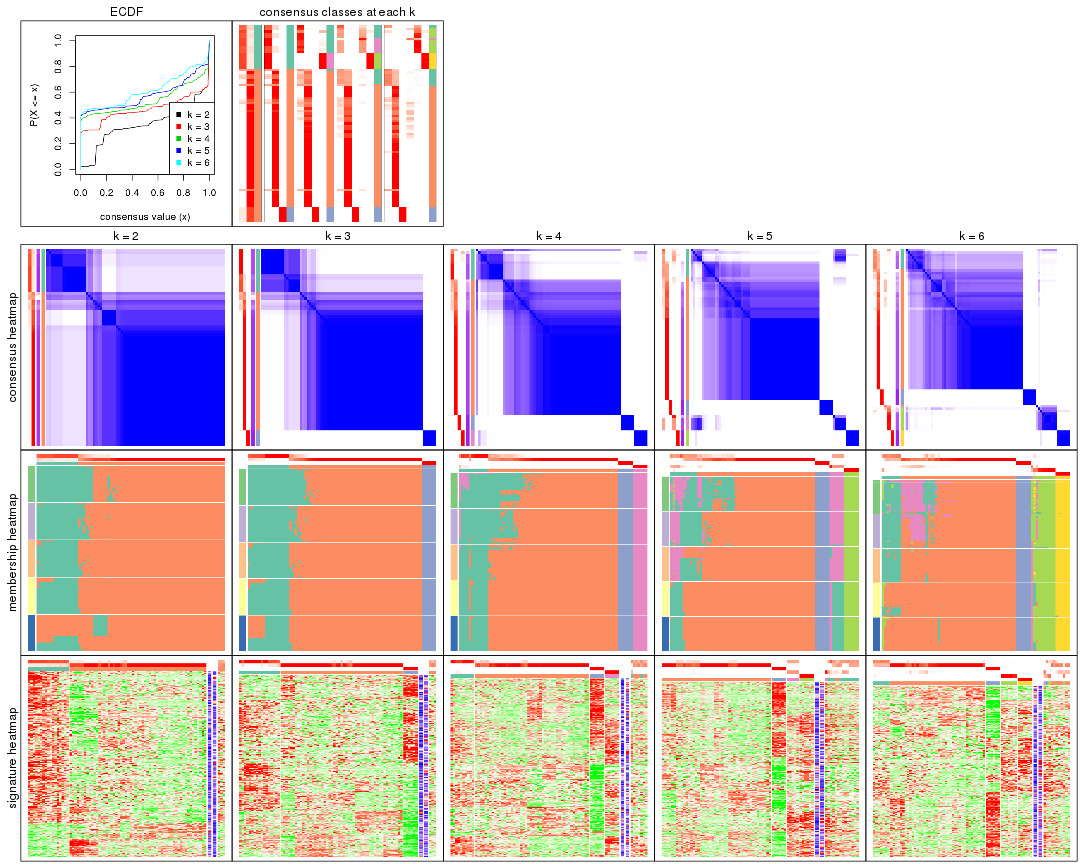 ECDF
consensus classes at each k
P(X <= x)
0.0 0.2 0.4 0.6 0.8 1.0
k = 2
k = 3
k = 4
k = 5
k = 6
0.0 0.2 0.4 0.6 0.8 1.0
consensus value (x)
k = 2
k = 3
k = 4
k = 5
k = 6
consensus heatmap
membership heatmap
signature heatmap